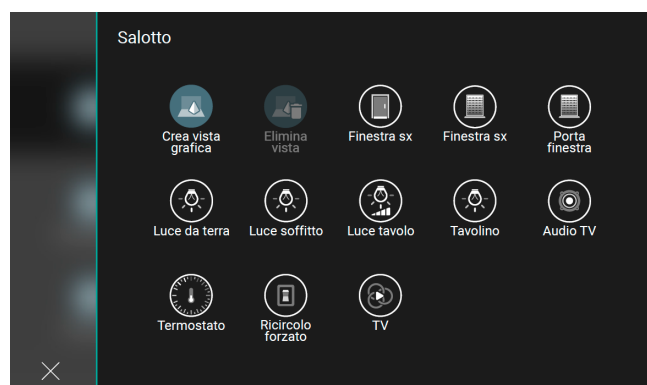 Salotto
Crea vista
grafica
Elimina
vista
Finestra sx
Finestra sx
Porta
finestra
Luce da terra
Luce soffitto
Luce tavolo
Tavolino
Audio TV
Termostato
Ricircolo
forzato
TV